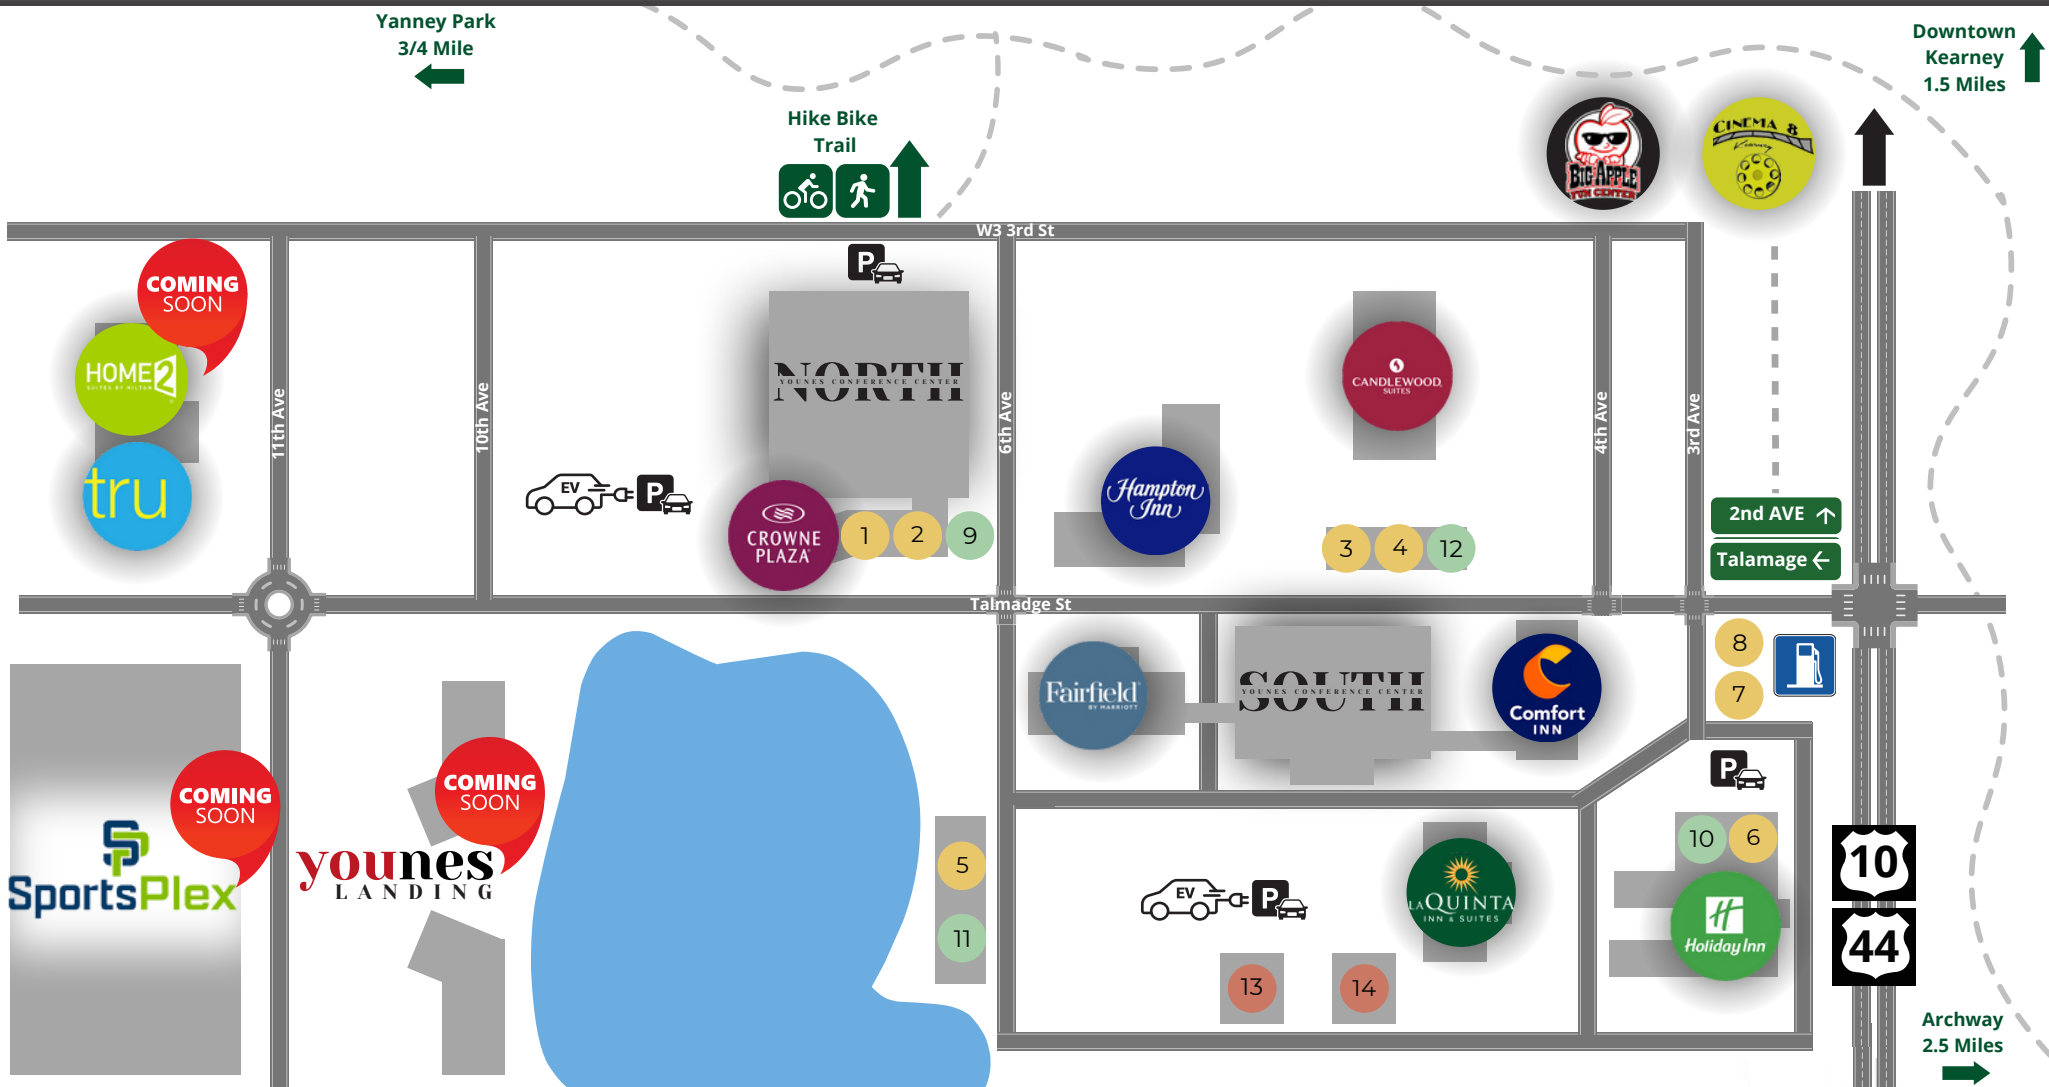 Yanney Park
3/4 Mile
Downtown
Kearney
1.5 Miles
Hike Bike
Trail
BIG APPLE
FUN CENTER
CINEMA 8
Kearney
W3 3rd St
P
COMING
SOON
HOME2
SUITES BY HILTON
tru
11th Ave
10th Ave
NORTH
YOUNES CONFERENCE CENTER
6th Ave
CANDLEWOOD
SUITES
4th Ave
3rd Ave
Hampton
Inn
EV
P
CROWNE
PLAZA
1
2
9
3
4
12
2nd AVE
Talamage
Talmadge St
Fairfield
BY MARRIOTT
SOUTH
YOUNES CONFERENCE CENTER
Comfort
INN
8
7
P
COMING
SOON
SP
SportsPlex
COMING
SOON
younes
LANDING
5
11
EV
P
LAQUINTA
INN & SUITES
10
6
H
Holiday Inn
13
14
10
44
Archway
2.5 Miles